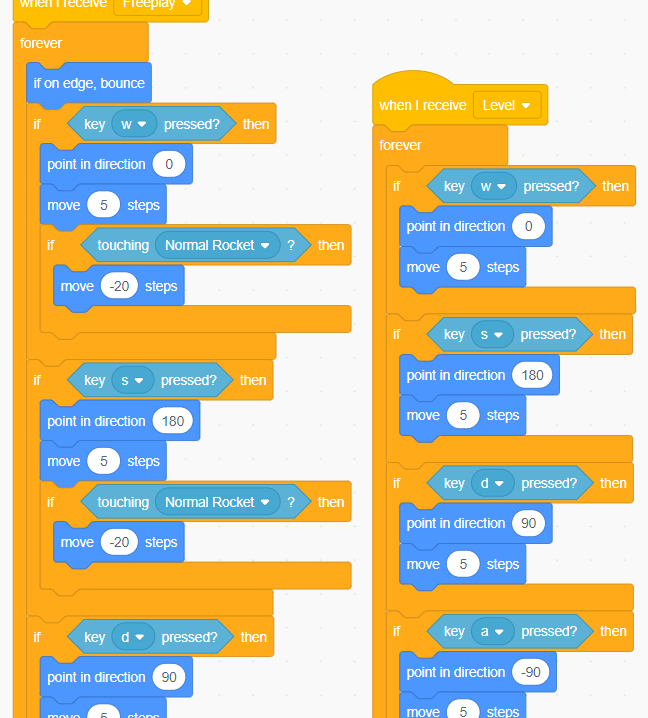 when I receive Freeplay
forever
if on edge, bounce
if key w pressed? then
point in direction 0
move 5 steps
if touching Normal Rocket ? then
move -20 steps
if key s pressed? then
point in direction 180
move 5 steps
if touching Normal Rocket ? then
move -20 steps
if key d pressed? then
point in direction 90
move 5 steps
when I receive Level
forever
if key w pressed? then
point in direction 0
move 5 steps
if key s pressed? then
point in direction 180
move 5 steps
if key d pressed? then
point in direction 90
move 5 steps
if key a pressed? then
point in direction -90
move 5 steps